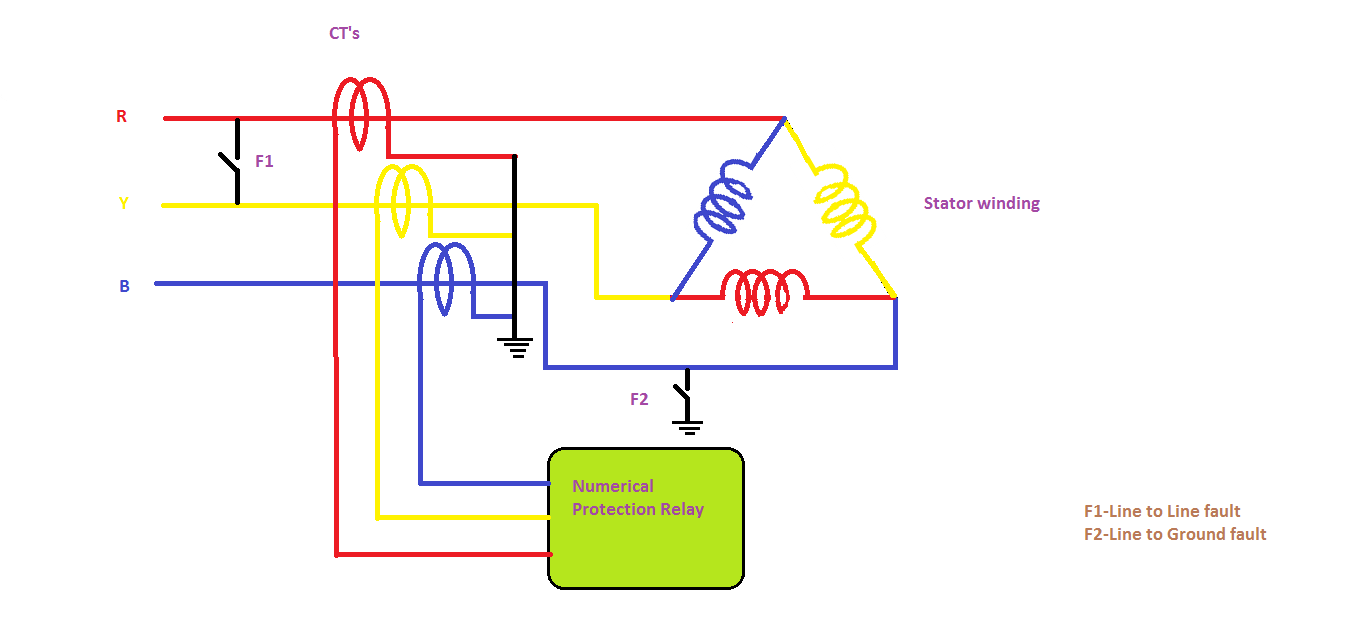 CT's
R
F1
Y
Stator winding
B
F2
Numerical
Protection Relay
F1-Line to Line fault
F2-Line to Ground fault